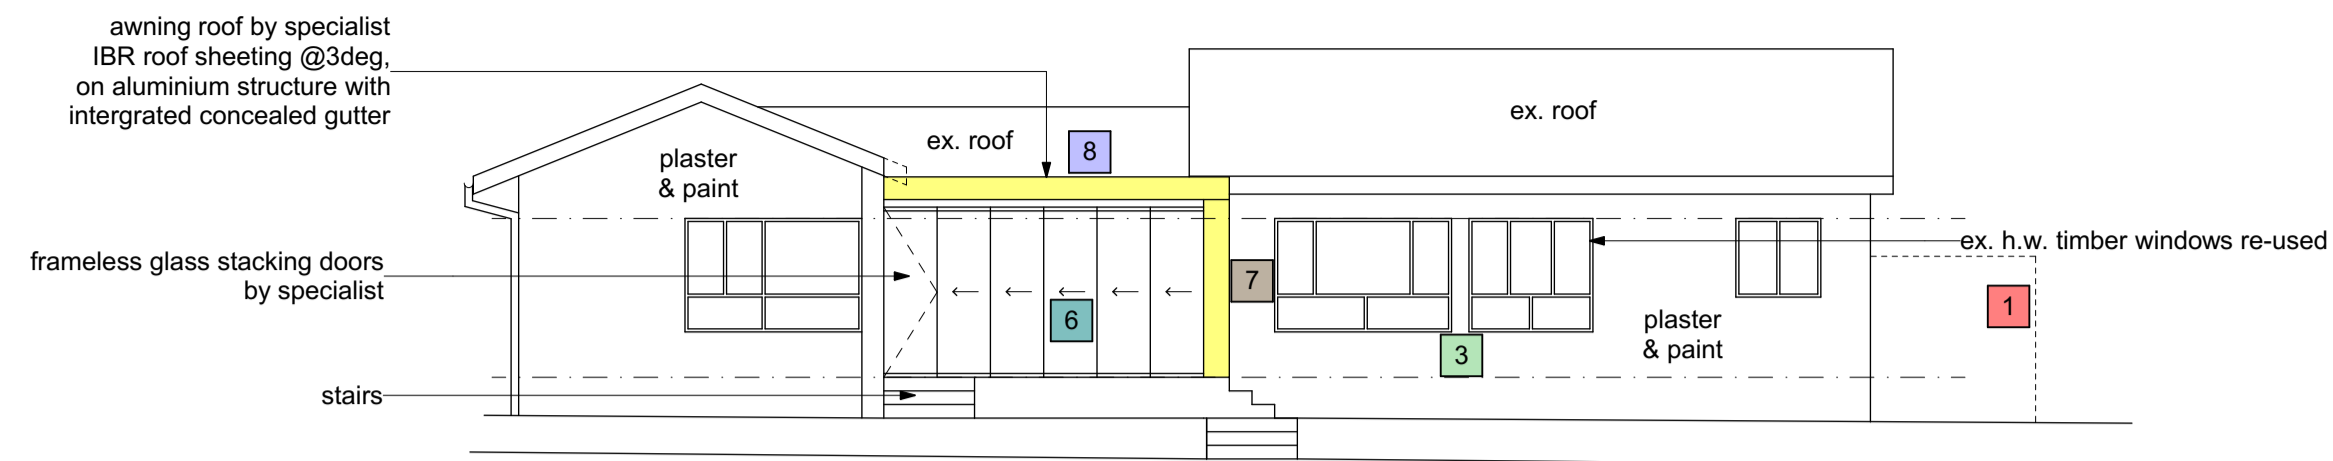 awning roof by specialist
IBR roof sheeting @3deg,
on aluminium structure with
intergrated concealed gutter
ex. roof
ex. roof
8
plaster
& paint
frameless glass stacking doors
by specialist
ex. h.w. timber windows re-used
7
6
1
3
plaster
& paint
stairs